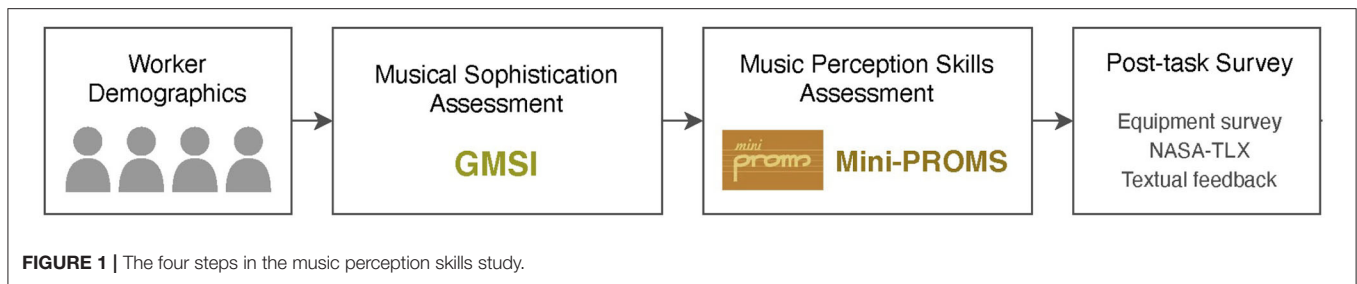 Worker
Demographics
Musical Sophistication
Assessment
GMSI
Music Perception Skills
Assessment
mini
proms
Mini-PROMS
Post-task Survey
Equipment survey
NASA-TLX
Textual feedback
FIGURE 1 | The four steps in the music perception skills study.